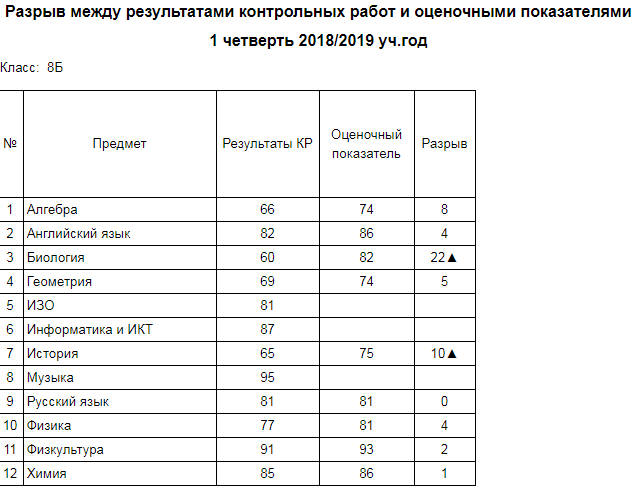 Разрыв между результатами контрольных работ и оценочными показателями
1 четверть 2018/2019 уч.год
Класс: 8Б
№ Предмет Результаты КР Оценочный показатель Разрыв
1 Алгебра 66 74 8
2 Английский язык 82 86 4
3 Биология 60 82 22▲
4 Геометрия 69 74 5
5 ИЗО 81
6 Информатика и ИКТ 87
7 История 65 75 10▲
8 Музыка 95
9 Русский язык 81 81 0
10 Физика 77 81 4
11 Физкультура 91 93 2
12 Химия 85 86 1